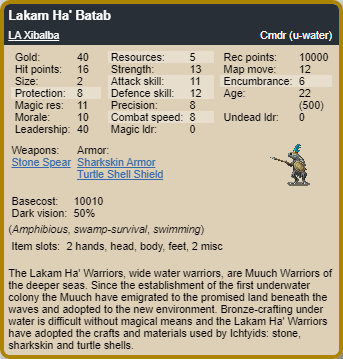 Lakam Ha' Batab
LA Xibalba Cmdr (u-water)
Gold: 40 Resources: 5 Rec points: 10000
Hit points: 16 Strength: 13 Map move: 12
Size: 2 Attack skill: 11 Encumbrance: 6
Protection: 8 Defence skill: 12 Age: 22
Magic res: 11 Precision: 8 (500)
Morale: 10 Combat speed: 8 Undead ldr: 0
Leadership: 40 Magic ldr: 0
Weapons: Armor:
Stone Spear Sharkskin Armor
Turtle Shell Shield
Basecost: 10010
Dark vision: 50%
(Amphibious, swamp-survival, swimming)
Item slots: 2 hands, head, body, feet, 2 misc
The Lakam Ha' Warriors, wide water warriors, are Muuch Warriors of
the deeper seas. Since the establishment of the first underwater
colony the Muuch have emigrated to the promised land beneath the
waves and adopted to the new environment. Bronze-crafting under
water is difficult without magical means and the Lakam Ha' Warriors
have adopted the crafts and materials used by Ichtyids: stone,
sharkskin and turtle shells.